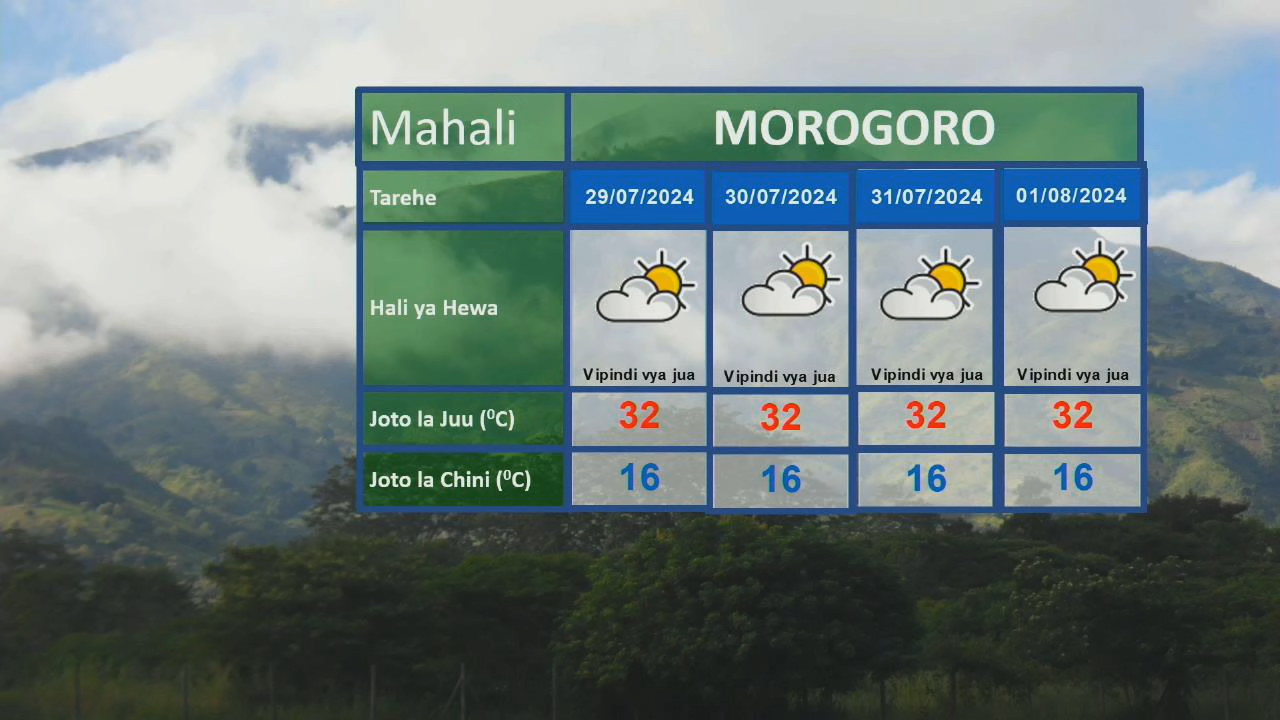 Mahali MOROGORO
Tarehe 29/07/2024 30/07/2024 31/07/2024 01/08/2024
Hali ya Hewa Vipindi vya jua Vipindi vya jua Vipindi vya jua Vipindi vya jua
Joto la Juu (⁰C) 32 32 32 32
Joto la Chini (⁰C) 16 16 16 16